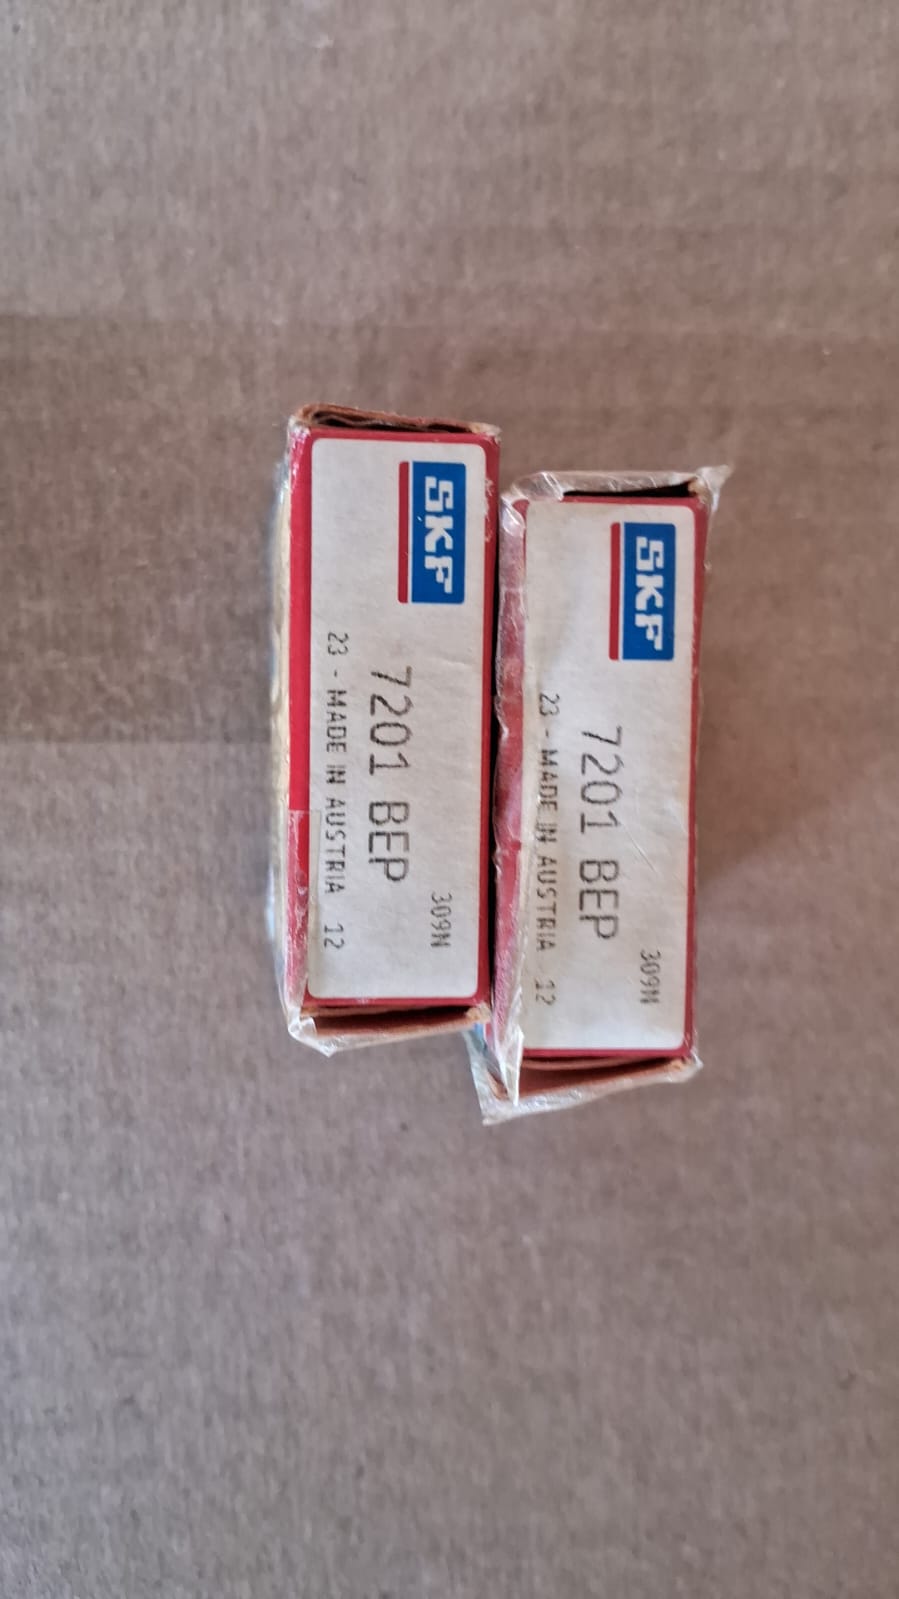 SKF
309N
7201 BEP
23 - MADE IN AUSTRIA 12
SKF
309N
7201 BEP
23 - MADE IN AUSTRIA 12